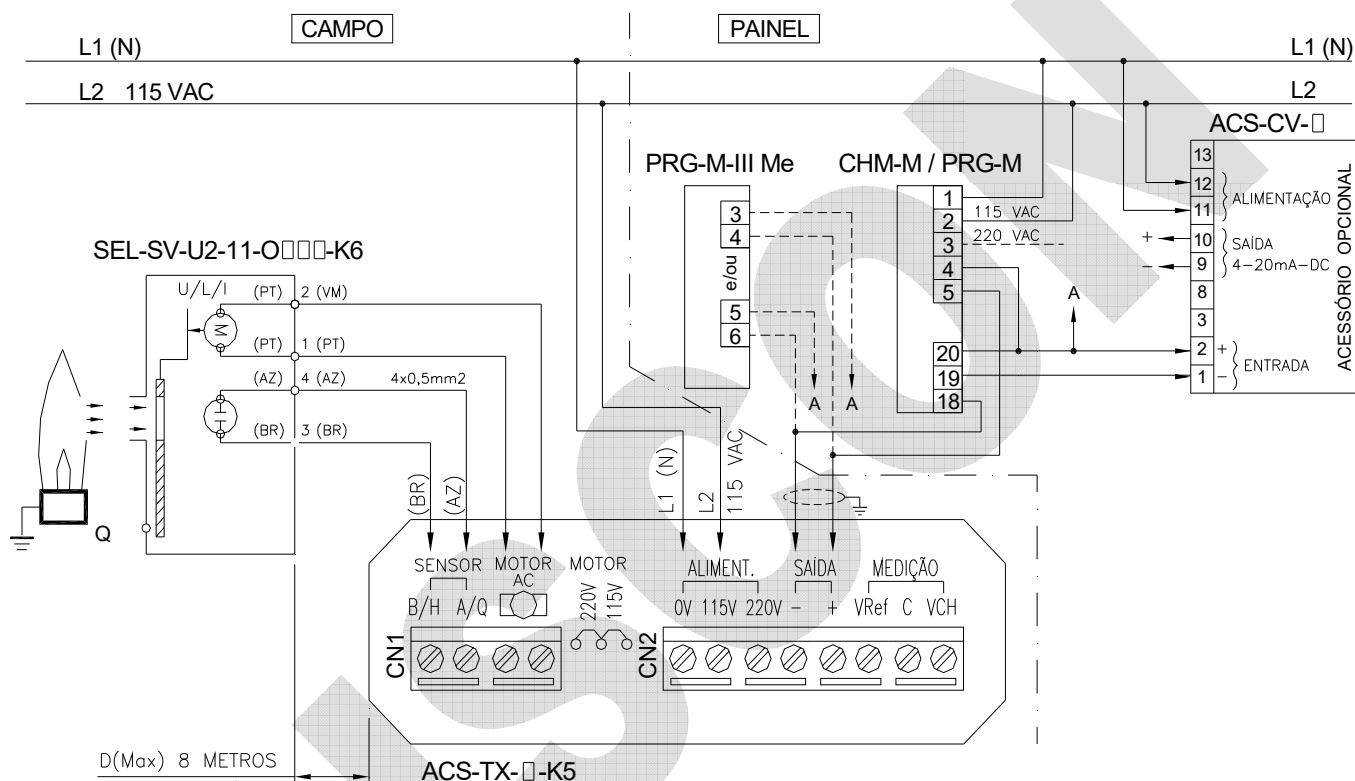 CAMPO
PAINEL
L1 (N)
L1 (N)
L2 115 VAC
L2
ACS-CV-□
PRG-M-III Me
CHM-M / PRG-M
13
12
11
10
9
8
3
2
1
ALIMENTAÇÃO
+
SAÍDA
-
4-20mA-DC
+
-
ENTRADA
ACESSÓRIO OPCIONAL
3
4
e/ou
5
6
1
2
3
4
5
20
19
18
115 VAC
220 VAC
A
A
A
SEL-SV-U2-11-O□□□-K6
U/L/I
M
(PT) 2 (VM)
(PT) 1 (PT)
(AZ) 4 (AZ)
4x0,5mm2
(BR) 3 (BR)
Q
(BR)
(AZ)
L1 (N)
L2
115 VAC
SENSOR
MOTOR AC
MOTOR
B/H A/Q
220V
115V
ALIMENT.
SAÍDA
MEDIÇÃO
0V 115V 220V - + VRef C VCH
CN1
CN2
D(Max) 8 METROS
ACS-TX-□-K5
ISCON